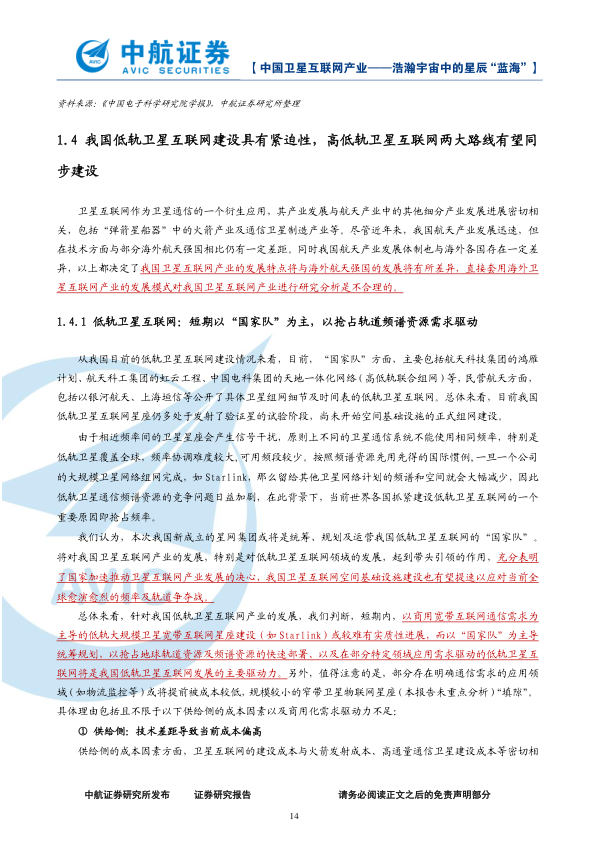 中航证券
AVIC SECURITIES
【中国卫星互联网产业——浩瀚宇宙中的星辰“蓝海”】
资料来源：《中国电子科学研究院学报》，中航证券研究所整理
1.4 我国低轨卫星互联网建设具有紧迫性，高低轨卫星互联网两大路线有望同
步建设
卫星互联网作为卫星通信的一个衍生应用，其产业发展与航天产业中的其他细分产业发展进展密切相
关，包括“弹箭星船器”中的火箭产业及通信卫星制造产业等。尽管近年来，我国航天产业发展迅速，但
在技术方面与部分海外航天强国相比仍有一定差距。同时我国航天产业发展体制也与海外各国存在一定差
异，以上都决定了我国卫星互联网产业的发展特点将与海外航天强国的发展将有所差异，直接套用海外卫
星互联网产业的发展模式对我国卫星互联网产业进行研究分析是不合理的。
1.4.1 低轨卫星互联网：短期以“国家队”为主，以抢占轨道频谱资源需求驱动
从我国目前的低轨卫星互联网建设情况来看，目前，“国家队”方面，主要包括航天科技集团的鸿雁
计划、航天科工集团的虹云工程、中国电科集团的天地一体化网络（高低轨联合组网）等，民营航天方面，
包括以银河航天、上海垣信等公开了具体卫星组网细节及时间表的低轨卫星互联网。总体来看，目前我国
低轨卫星互联网星座仍多处于发射了验证星的试验阶段，尚未开始空间基础设施的正式组网建设。
由于相近频率间的卫星星座会产生信号干扰，原则上不同的卫星通信系统不能使用相同频率，特别是
低轨卫星覆盖全球，频率协调难度较大，可用频段较少。按照频谱资源先用先得的国际惯例，一旦一个公司
的大规模卫星网络组网完成，如 Starlink，那么留给其他卫星网络计划的频谱和空间就会大幅减少，因此
低轨卫星通信频谱资源的竞争问题日益加剧，在此背景下，当前世界各国抓紧建设低轨卫星互联网的一个
重要原因即抢占频率。
我们认为，本次我国新成立的星网集团或将是统筹、规划及运营我国低轨卫星互联网的“国家队”。
将对我国卫星互联网产业的发展，特别是对低轨卫星互联网领域的发展，起到带头引领的作用，充分表明
了国家加速推动卫星互联网产业发展的决心，我国卫星互联网空间基础设施建设也有望提速以应对当前全
球愈演愈烈的频率及轨道争夺战。
总体来看，针对我国低轨卫星互联网产业的发展，我们判断，短期内，以商用宽带互联网通信需求为
主导的低轨大规模卫星宽带互联网星座建设（如 Starlink）或较难有实质性进展，而以“国家队”为主导
统筹规划，以抢占地球轨道资源及频谱资源的快速部署、以及在部分特定领域应用需求驱动的低轨卫星互
联网将是我国低轨卫星互联网发展的主要驱动力。另外，值得注意的是，部分存在明确通信需求的应用领
域（如物流监控等）或将提前被成本较低，规模较小的窄带卫星物联网星座（本报告未重点分析）“填隙”。
具体理由包括且不限于以下供给侧的成本因素以及商用化需求驱动力不足：
① 供给侧：技术差距导致当前成本偏高
供给侧的成本因素方面，卫星互联网的建设成本与火箭发射成本、高通量通信卫星建设成本等密切相
中航证券研究所发布 证券研究报告 请务必阅读正文之后的免责声明部分
14
AVIC